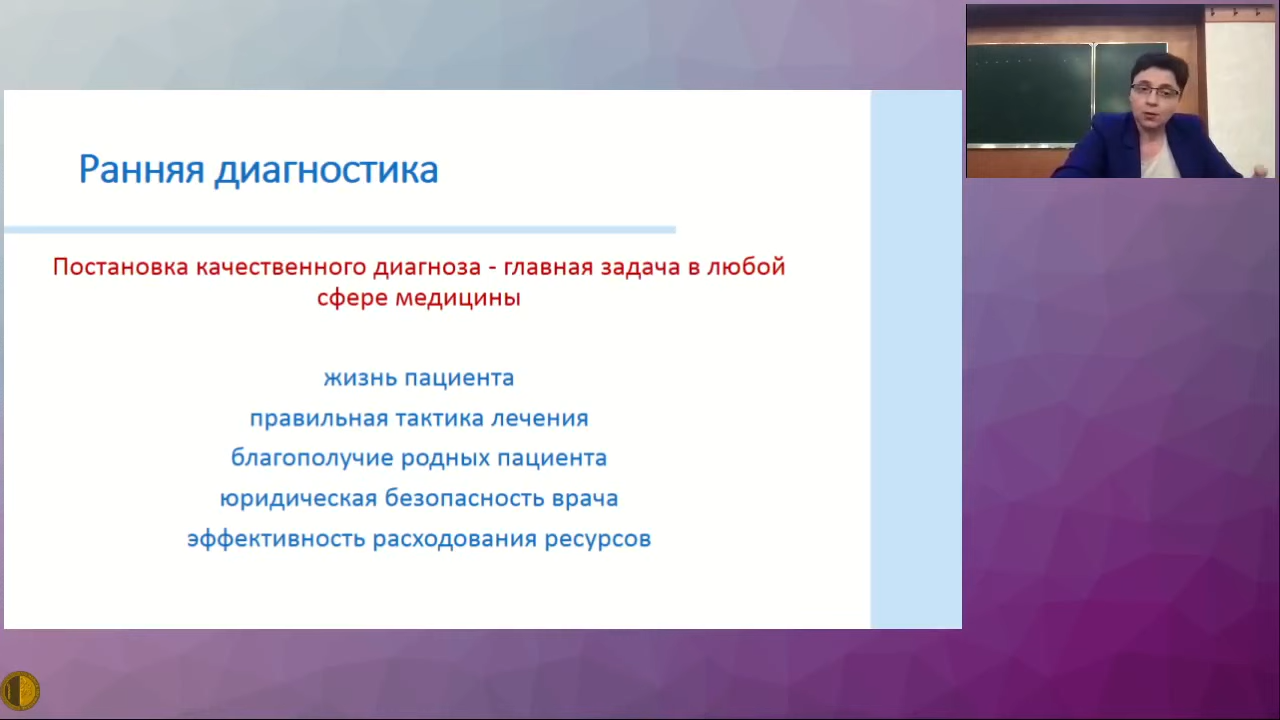 Ранняя диагностика
Постановка качественного диагноза - главная задача в любой
сфере медицины
жизнь пациента
правильная тактика лечения
благополучие родных пациента
юридическая безопасность врача
эффективность расходования ресурсов